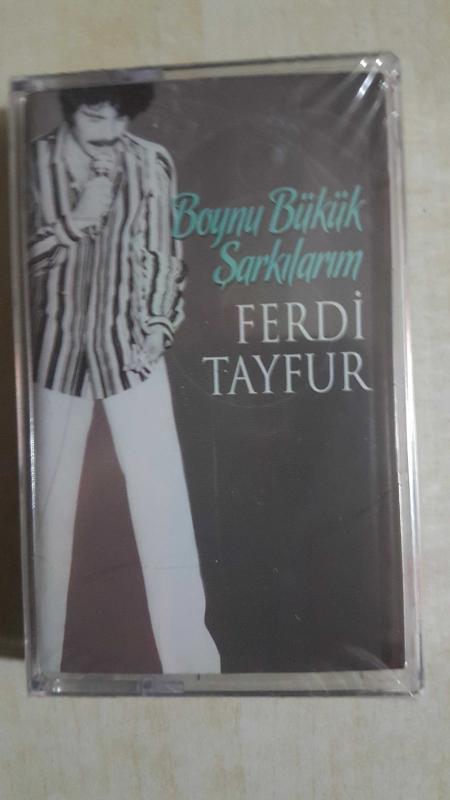 Boynu Bükük
Şarkılarım
FERDİ
TAYFUR